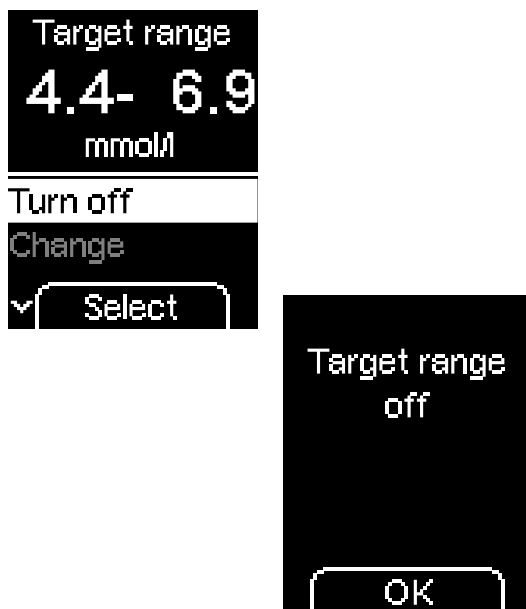 Target range
4.4- 6.9
mmol/l
Turn off
Change
Select
Target range
off
OK